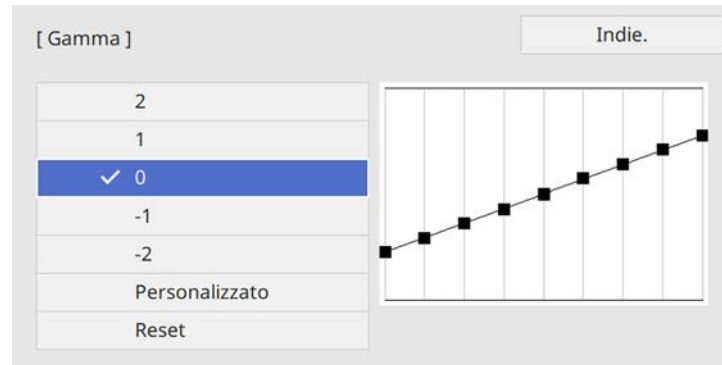 [ Gamma ]
Indie.
2
1
0
-1
-2
Personalizzato
Reset